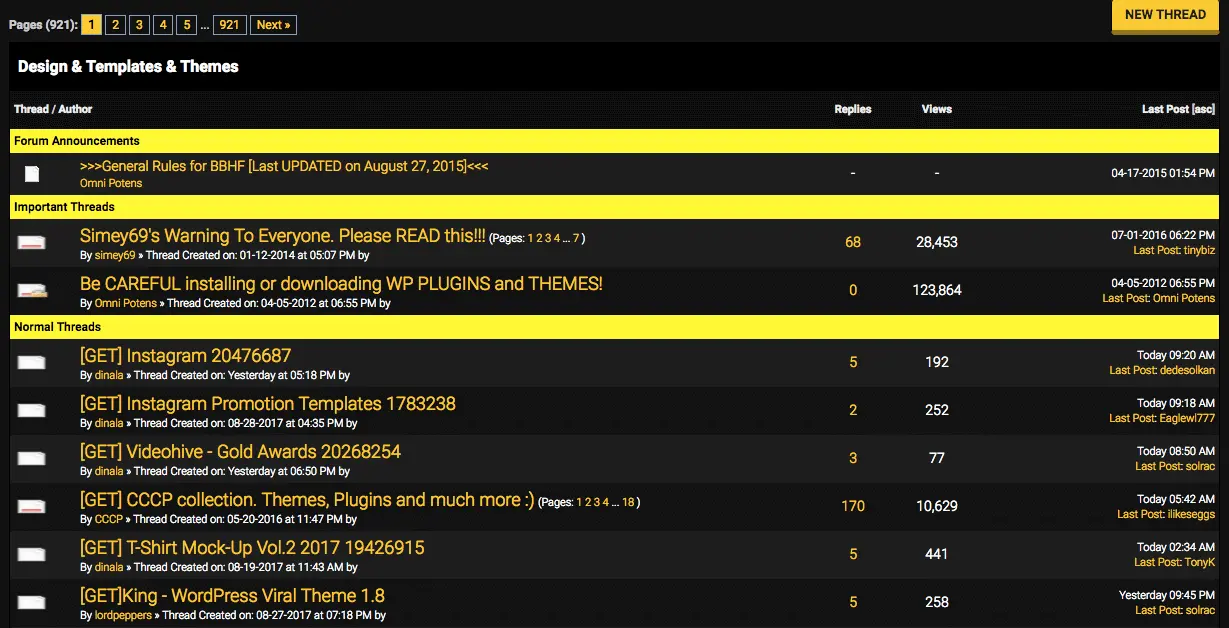 Pages (921): 1 2 3 4 5 ... 921 Next »
NEW THREAD
Design & Templates & Themes
Thread / Author Replies Views Last Post [asc]
Forum Announcements
>>>General Rules for BBHF [Last UPDATED on August 27, 2015]<<<
Omni Potens
- - 04-17-2015 01:54 PM
Important Threads
Simey69's Warning To Everyone. Please READ this!!! (Pages: 1 2 3 4 ... 7 )
By simey69 » Thread Created on: 01-12-2014 at 05:07 PM by
68 28,453 07-01-2016 06:22 PM
Last Post: tinybiz
Be CAREFUL installing or downloading WP PLUGINS and THEMES!
By Omni Potens » Thread Created on: 04-05-2012 at 06:55 PM by
0 123,864 04-05-2012 06:55 PM
Last Post: Omni Potens
Normal Threads
[GET] Instagram 20476687
By dinala » Thread Created on: Yesterday at 05:18 PM by
5 192 Today 09:20 AM
Last Post: dedesolkan
[GET] Instagram Promotion Templates 1783238
By dinala » Thread Created on: 08-28-2017 at 04:35 PM by
2 252 Today 09:18 AM
Last Post: Eaglewl777
[GET] Videohive - Gold Awards 20268254
By dinala » Thread Created on: Yesterday at 06:50 PM by
3 77 Today 08:50 AM
Last Post: solrac
[GET] CCCP collection. Themes, Plugins and much more :) (Pages: 1 2 3 4 ... 18 )
By CCCP » Thread Created on: 05-20-2016 at 11:47 PM by
170 10,629 Today 05:42 AM
Last Post: ilikeseggs
[GET] T-Shirt Mock-Up Vol.2 2017 19426915
By dinala » Thread Created on: 08-19-2017 at 11:43 AM by
5 441 Today 02:34 AM
Last Post: TonyK
[GET]King - WordPress Viral Theme 1.8
By lordpeppers » Thread Created on: 08-27-2017 at 07:18 PM by
5 258 Yesterday 09:45 PM
Last Post: solrac